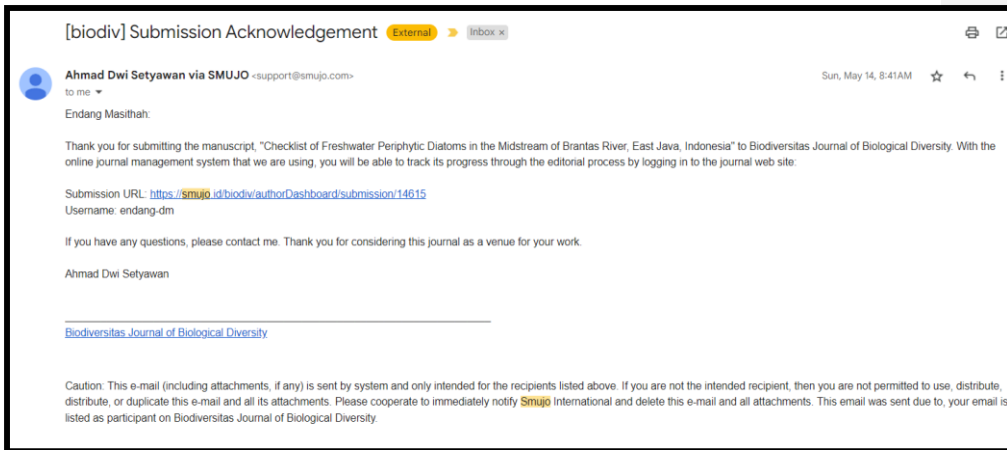 [biodiv] Submission Acknowledgement External Inbox ×
Ahmad Dwi Setyawan via SMUJO <support@smujo.com> Sun, May 14, 8:41AM
to me
Endang Masithah:
Thank you for submitting the manuscript, "Checklist of Freshwater Periphytic Diatoms in the Midstream of Brantas River, East Java, Indonesia" to Biodiversitas Journal of Biological Diversity. With the
online journal management system that we are using, you will be able to track its progress through the editorial process by logging in to the journal web site:
Submission URL: https://smujo.id/biodiv/authorDashboard/submission/14615
Username: endang-dm
If you have any questions, please contact me. Thank you for considering this journal as a venue for your work.
Ahmad Dwi Setyawan
Biodiversitas Journal of Biological Diversity
Caution: This e-mail (including attachments, if any) is sent by system and only intended for the recipients listed above. If you are not the intended recipient, then you are not permitted to use, distribute,
distribute, or duplicate this e-mail and all its attachments. Please cooperate to immediately notify Smujo International and delete this e-mail and all attachments. This email was sent due to, your email is
listed as participant on Biodiversitas Journal of Biological Diversity.